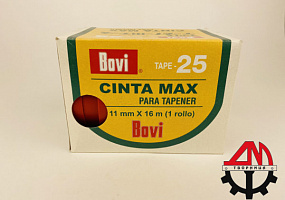 Bovi
TAPE - 25
CINTA MAX
PARA TAPENER
11 mm X 16 m (1 rollo)
Bovi